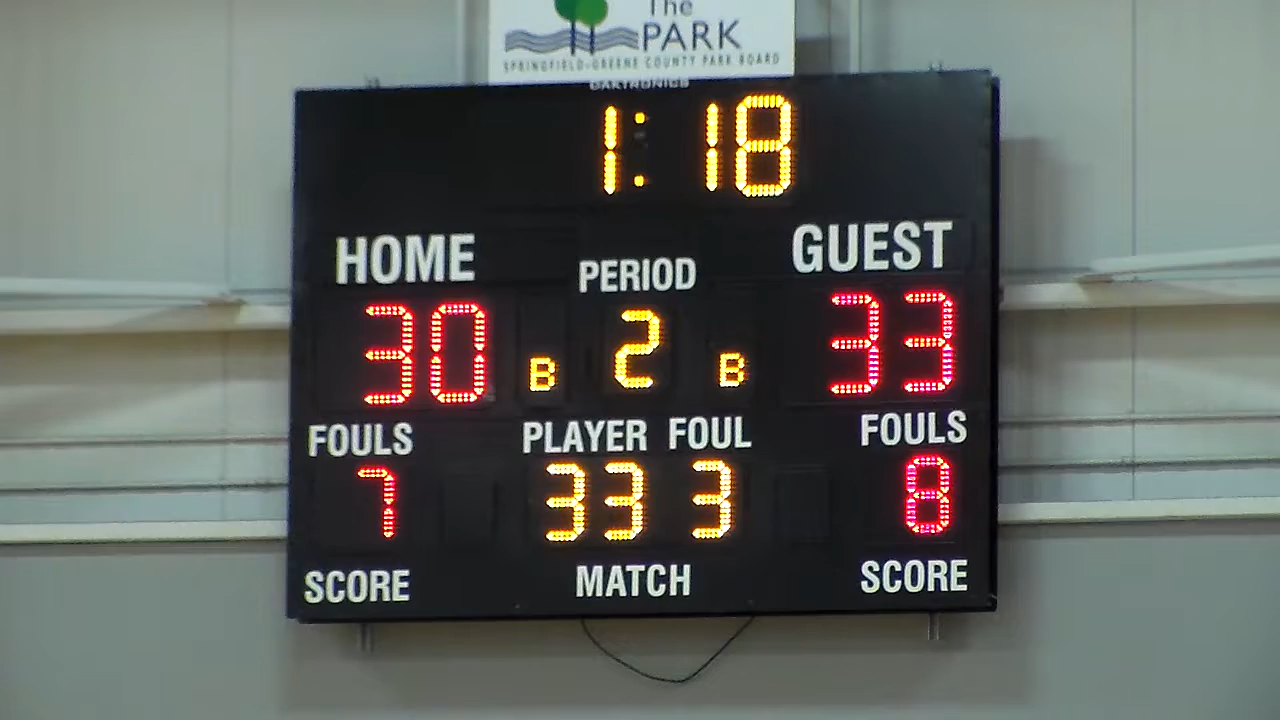 The
PARK
SPRINGFIELD-GREENE COUNTY PARK BOARD
DAKTRONICS
1:18
HOME
PERIOD
GUEST
30 B 2 B 33
FOULS PLAYER FOUL FOULS
7 33 3 8
SCORE MATCH SCORE